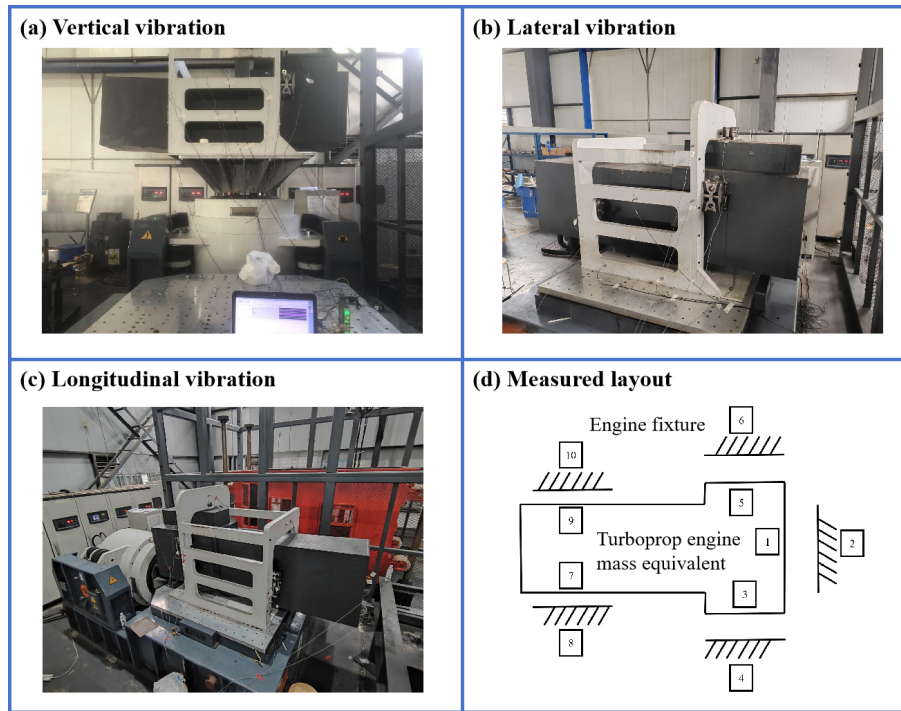 (a) Vertical vibration
(b) Lateral vibration
(c) Longitudinal vibration
(d) Measured layout
Engine fixture
6
10
5
9
1
2
Turboprop engine
mass equivalent
7
3
8
4